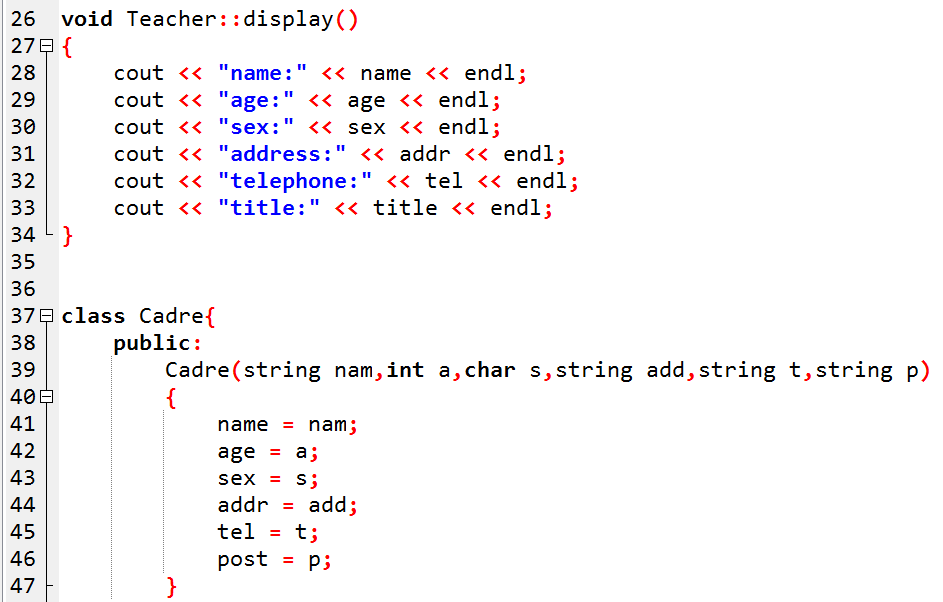 26 void Teacher::display()
27 {
28     cout << "name:" << name << endl;
29     cout << "age:" << age << endl;
30     cout << "sex:" << sex << endl;
31     cout << "address:" << addr << endl;
32     cout << "telephone:" << tel << endl;
33     cout << "title:" << title << endl;
34 }
35
36
37 class Cadre{
38     public:
39         Cadre(string nam,int a,char s,string add,string t,string p)
40         {
41             name = nam;
42             age = a;
43             sex = s;
44             addr = add;
45             tel = t;
46             post = p;
47         }